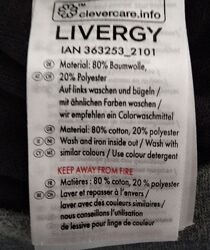 clevercare.info
LIVERGY
IAN 363253_2101
Material: 80% Baumwolle,
20% Polyester
Auf links waschen und bügeln /
mit ähnlichen Farben waschen /
wir empfehlen ein Colorwaschmittel
Material: 80% cotton, 20% polyester
Wash and iron inside out / Wash with
similar colours / Use colour detergent
KEEP AWAY FROM FIRE
Matières : 80 % coton, 20 % polyester
Laver et repasser à l'envers /
laver avec des couleurs similaires /
nous conseillons l'utilisation
de lessive pour linge de couleur